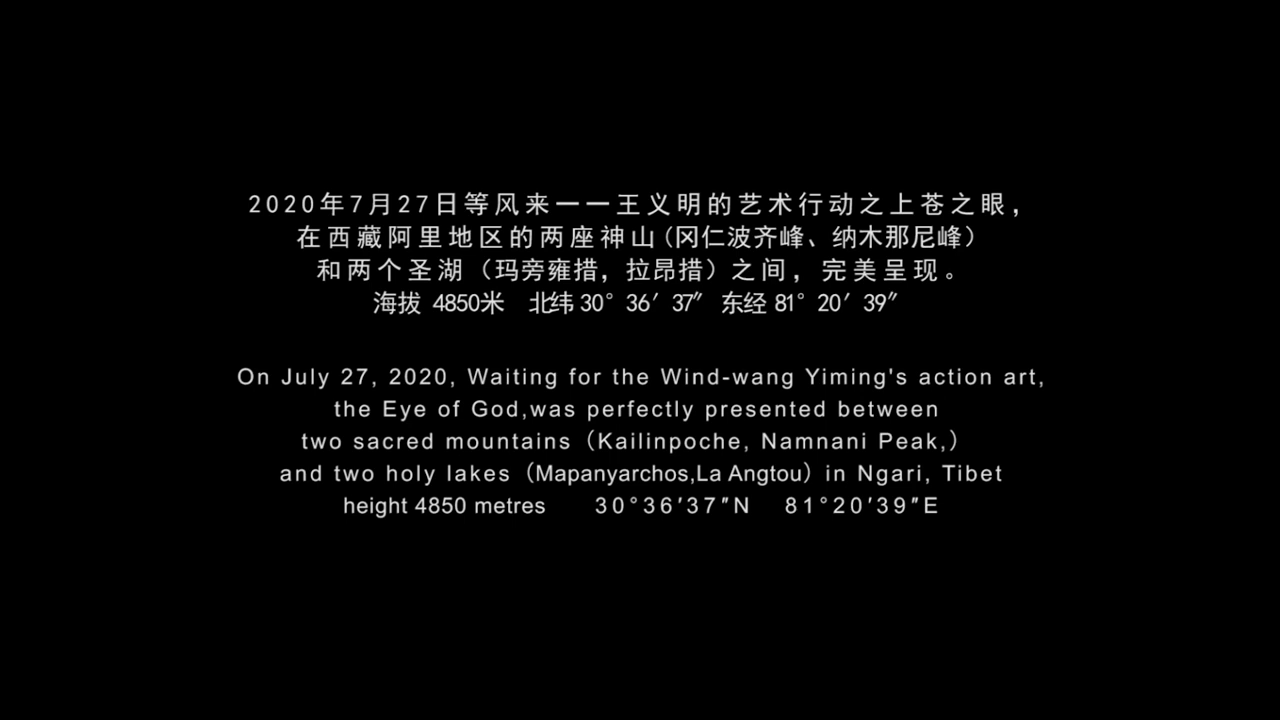 2020年7月27日等风来一一王义明的艺术行动之上苍之眼，
在西藏阿里地区的两座神山(冈仁波齐峰、纳木那尼峰）
和两个圣湖（玛旁雍措，拉昂措）之间，完美呈现。
海拔 4850米 北纬 30° 36′ 37″ 东经 81° 20′ 39″
On July 27, 2020, Waiting for the Wind-wang Yiming's action art,
the Eye of God,was perfectly presented between
two sacred mountains（Kailinpoche, Namnani Peak,）
and two holy lakes（Mapanyarchos,La Angtou）in Ngari, Tibet
height 4850 metres 30°36′37″N 81°20′39″E